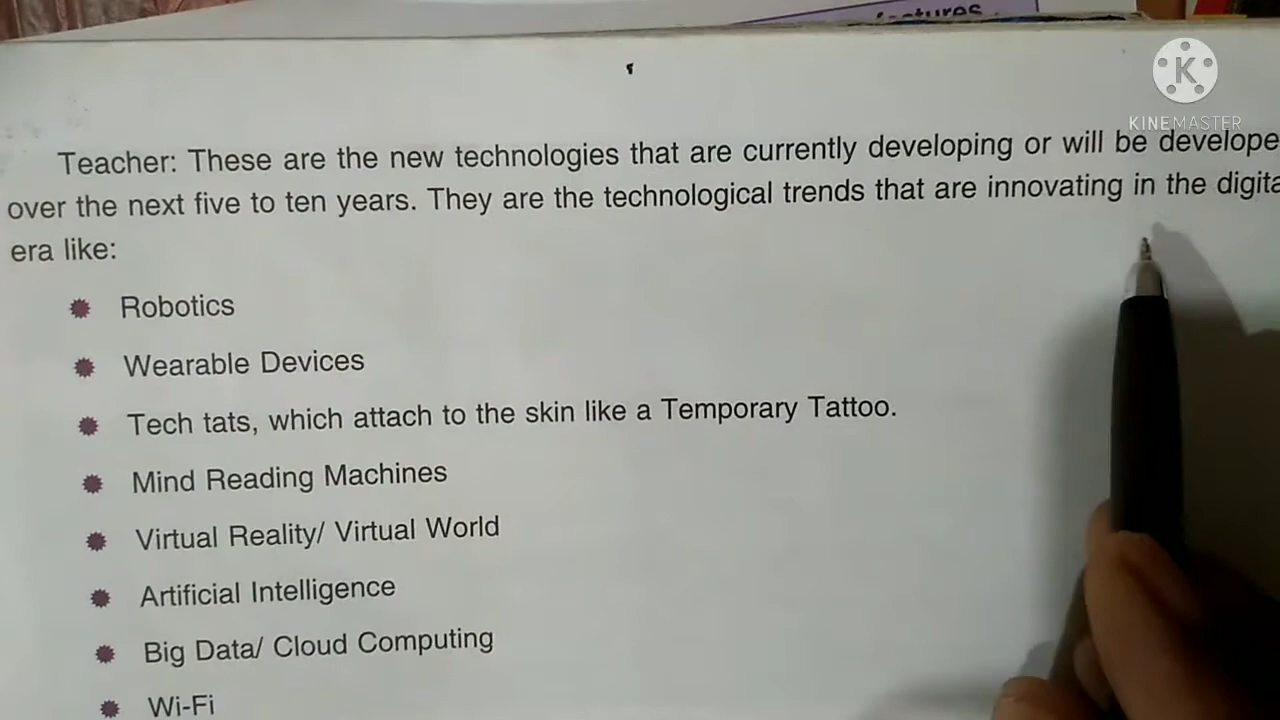 features
K
KINEMASTER
Teacher: These are the new technologies that are currently developing or will be develope
over the next five to ten years. They are the technological trends that are innovating in the digita
era like:
Robotics
Wearable Devices
Tech tats, which attach to the skin like a Temporary Tattoo.
Mind Reading Machines
Virtual Reality/ Virtual World
Artificial Intelligence
Big Data/ Cloud Computing
Wi-Fi